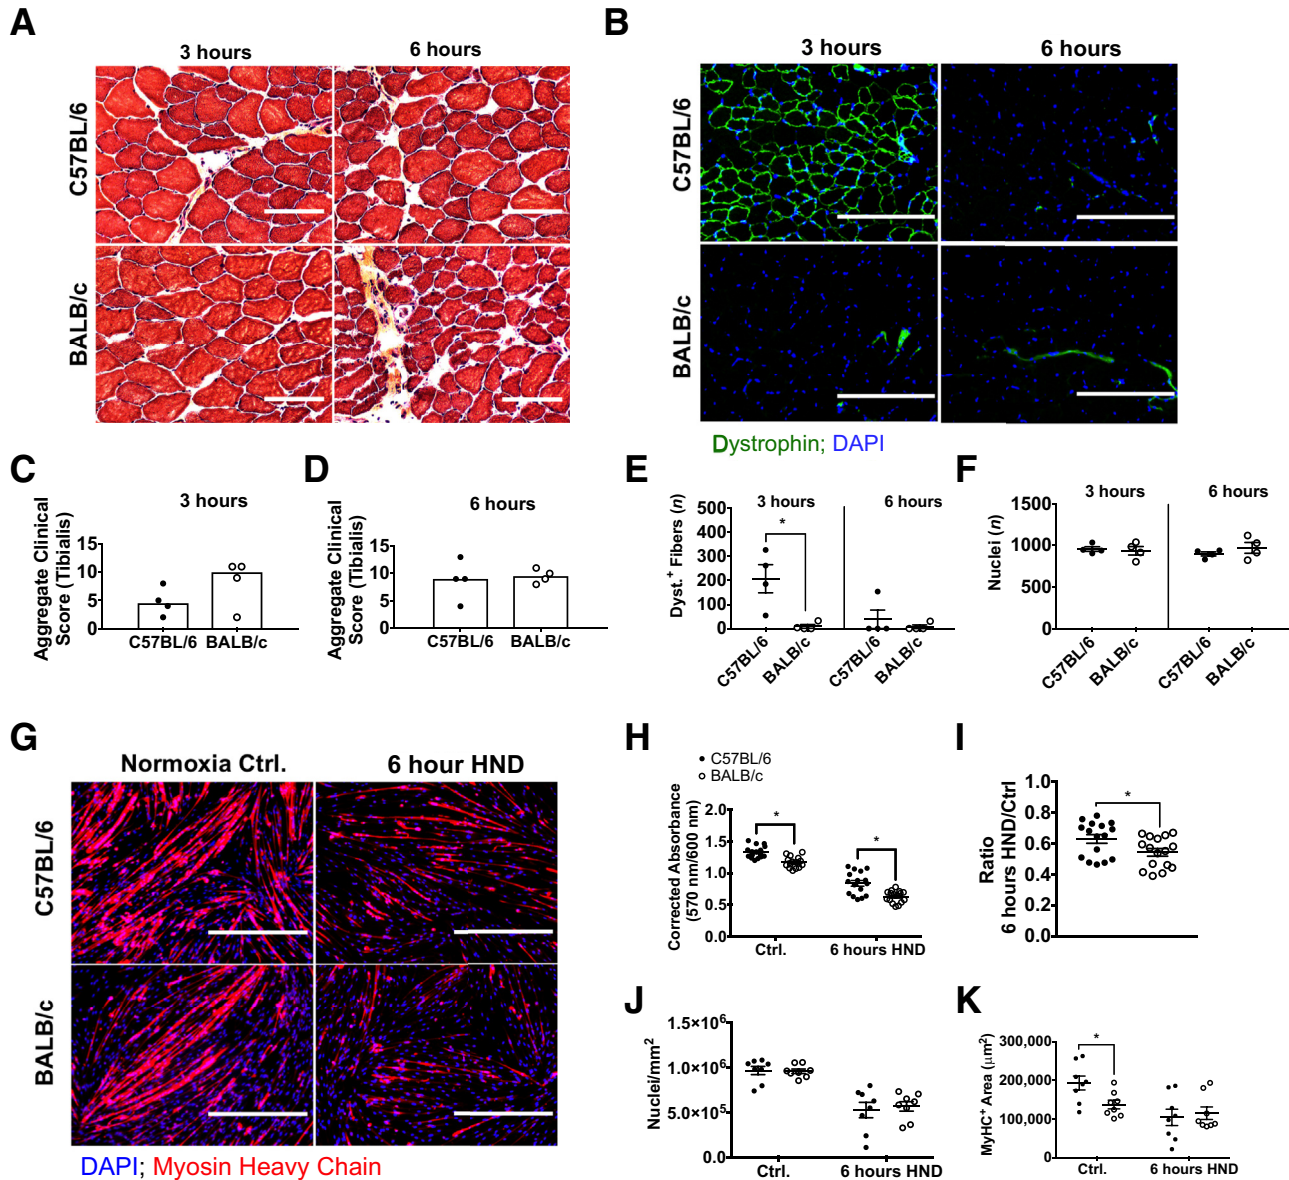 A
3 hours
6 hours
C57BL/6
BALB/c
B
3 hours
6 hours
C57BL/6
BALB/c
Dystrophin; DAPI
C
3 hours
Aggregate Clinical
Score (Tibialis)
15
10
5
0
C57BL/6 BALB/c
D
6 hours
Aggregate Clinical
Score (Tibialis)
15
10
5
0
C57BL/6 BALB/c
E
3 hours
6 hours
Dyst.+ Fibers (n)
500
400
300
200
100
0
*
C57BL/6
BALB/c
C57BL/6
BALB/c
F
3 hours
6 hours
Nuclei (n)
1500
1000
500
0
C57BL/6
BALB/c
C57BL/6
BALB/c
G
Normoxia Ctrl.
6 hour HND
C57BL/6
BALB/c
DAPI; Myosin Heavy Chain
H
C57BL/6
BALB/c
Corrected Absorbance
(570 nm/600 nm)
2.0
1.5
1.0
0.5
0.0
*
*
Ctrl.
6 hours HND
I
Ratio
6 hours HND/Ctrl
1.0
0.8
0.6
0.4
0.2
0.0
*
J
Nuclei/mm²
1.5×10⁶
1.0×10⁶
5.0×10⁵
0.0
Ctrl.
6 hours HND
K
MyHC⁺ Area (μm²)
300,000
200,000
100,000
0
*
Ctrl.
6 hours HND